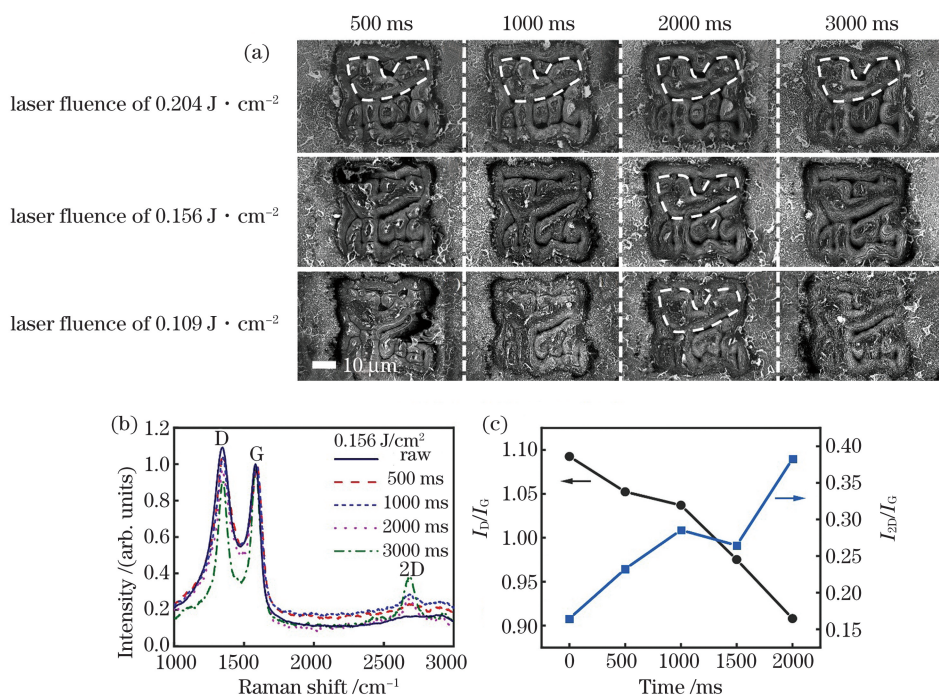 500 ms 1000 ms 2000 ms 3000 ms
(a)
laser fluence of 0.204 J · cm⁻²
laser fluence of 0.156 J · cm⁻²
laser fluence of 0.109 J · cm⁻²
10 μm
(b)
1.2
1.0
0.8
0.6
0.4
0.2
0.0
Intensity /(arb. units)
D
G
2D
0.156 J/cm²
raw
500 ms
1000 ms
2000 ms
3000 ms
1000 1500 2000 2500 3000
Raman shift /cm⁻¹
(c)
1.10
1.05
1.00
0.95
0.90
I_D/I_G
0.40
0.35
0.30
0.25
0.20
0.15
I_2D/I_G
0 500 1000 1500 2000
Time /ms